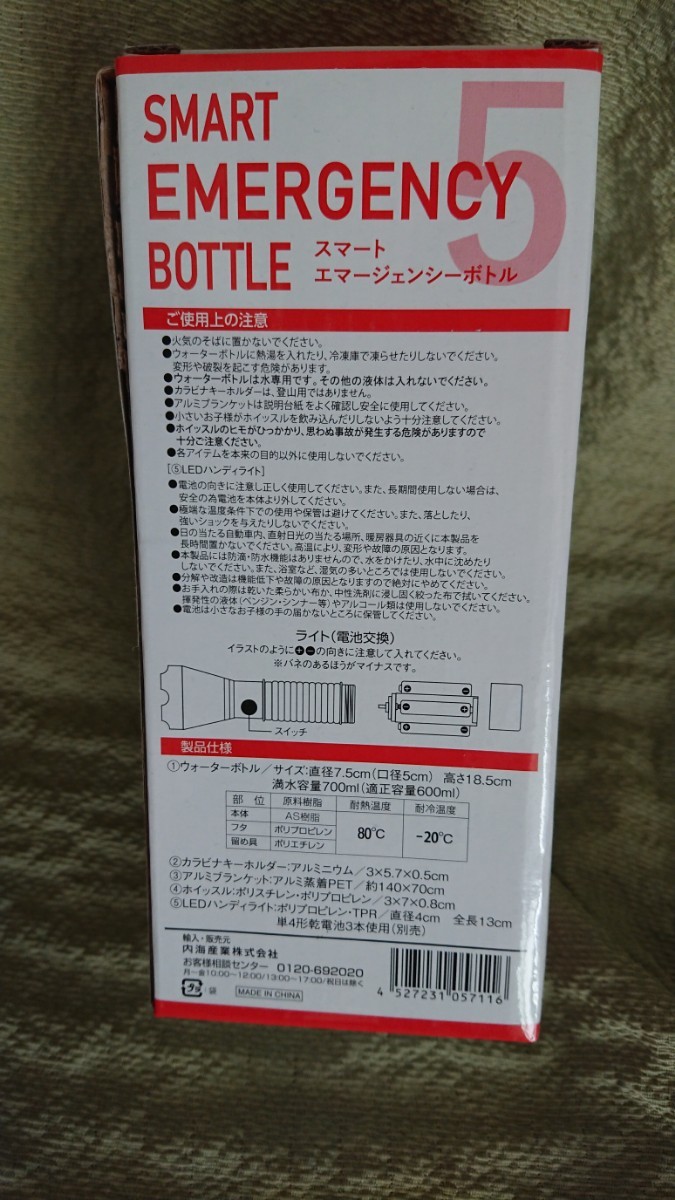 5
SMART
EMERGENCY
BOTTLE
スマート
エマージェンシーボトル
ご使用上の注意
●火気のそばに置かないでください。
●ウォーターボトルに熱湯を入れたり、冷凍庫で凍らせたりしないでください。
変形や破裂を起こす危険があります。
●ウォーターボトルは水専用です。その他の液体は入れないでください。
●カラビナキーホルダーは、登山用ではありません。
●アルミブランケットは説明台紙をよく確認し安全に使用してください。
●小さいお子様がホイッスルを飲み込んだりしないよう十分注意してください。
●ホイッスルのヒモがひっかかり、思わぬ事故が発生する危険がありますので
十分ご注意ください。
●各アイテムを本来の目的以外に使用しないでください。
[⑤LEDハンディライト]
●電池の向きに注意し正しく使用してください。また、長期間使用しない場合は、
安全の為電池を本体より外してください。
●極端な温度条件下での使用や保管は避けてください。また、落としたり、
強いショックを与えたりしないでください。
●日の当たる自動車内、直射日光の当たる場所、暖房器具の近くに本製品を
長時間置かないでください。高温により、変形や故障の原因となります。
●本製品には防滴・防水機能はありませんので、水をかけたり、水中に沈めたり
しないでください。また、浴室など、湿気の多いところでは使用しないでください。
●分解や改造は機能低下や故障の原因となりますので絶対にやめてください。
●お手入れの際は乾いた柔らかい布か、中性洗剤に浸し固く絞った布で拭いてください。
揮発性の液体(ベンジン・シンナー等)やアルコール類は使用しないでください。
●電池は小さなお子様の手の届かないところに保管してください。
ライト(電池交換)
イラストのように⊕⊖の向きに注意して入れてください。
※バネのあるほうがマイナスです。
スイッチ
製品仕様
①ウォーターボトル/サイズ:直径7.5cm(口径5cm) 高さ18.5cm
満水容量700ml(適正容量600ml)
部 位 原料樹脂 耐熱温度 耐冷温度
本体 AS樹脂
フタ ポリプロピレン 80℃ -20℃
留め具 ポリエチレン
②カラビナキーホルダー:アルミニウム/3×5.7×0.5cm
③アルミブランケット:アルミ蒸着PET/約140×70cm
④ホイッスル:ポリスチレン・ポリプロピレン/3×7×0.8cm
⑤LEDハンディライト:ポリプロピレン・TPR/直径4cm 全長13cm
単4形乾電池3本使用(別売)
輸入・販売元
内海産業株式会社
お客様相談センター 0120-692020
月～金10:00～12:00/13:00～17:00/祝日は除く
プラ :袋 MADE IN CHINA
4 527231 057116